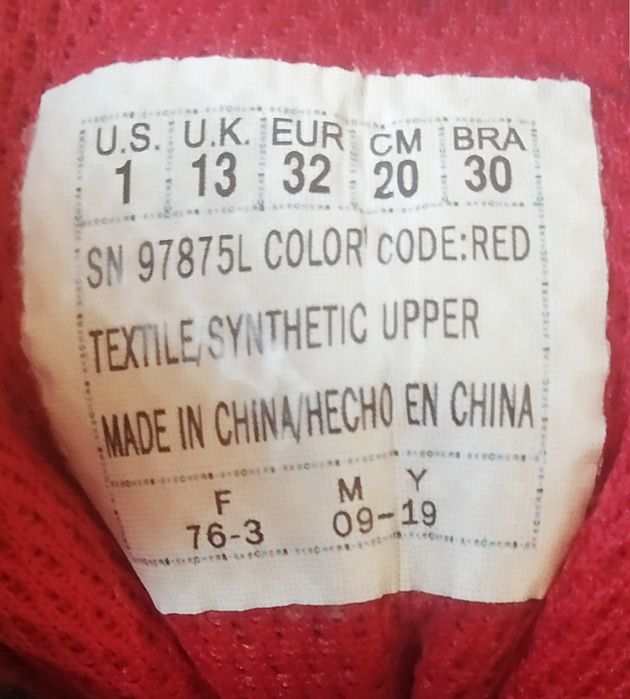 U.S. U.K. EUR CM BRA
1 13 32 20 30
SN 97875L COLOR CODE:RED
TEXTILE/SYNTHETIC UPPER
MADE IN CHINA/HECHO EN CHINA
F M Y
76-3 09-19